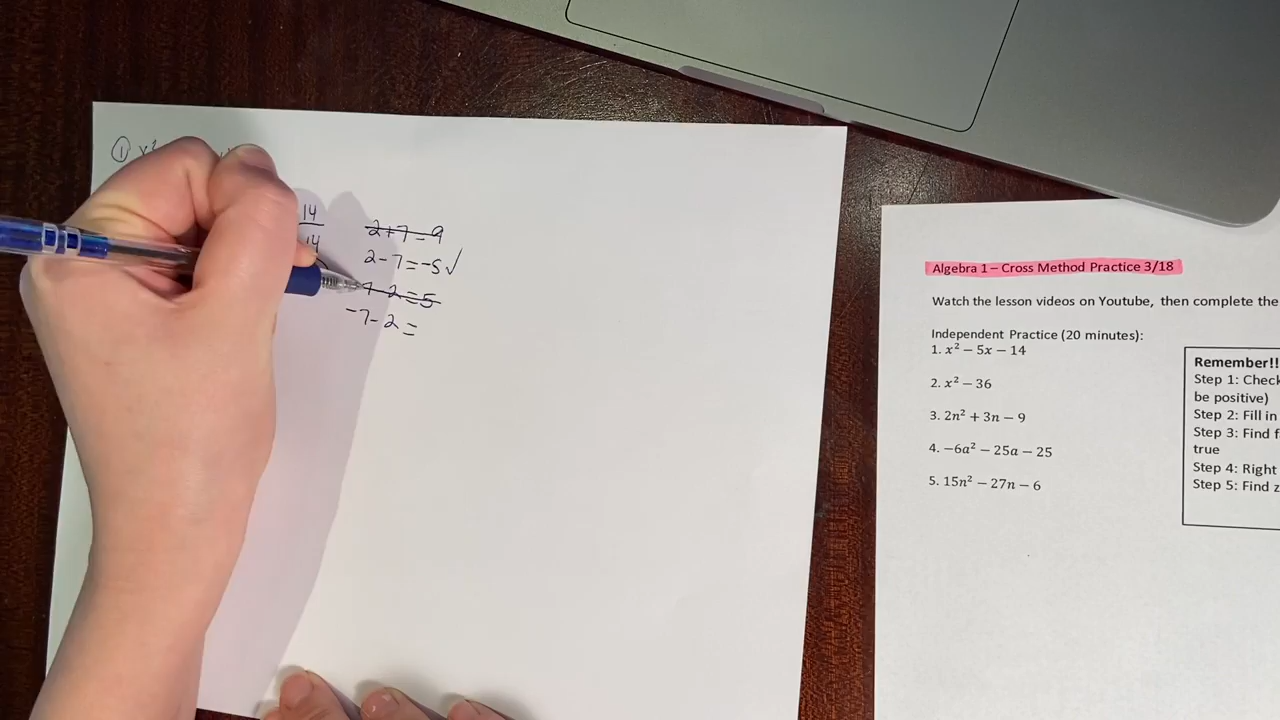 ① x²
14
14
2+7=9
2-7=-5✓
7-2=5
-7-2=
Algebra 1 – Cross Method Practice 3/18
Watch the lesson videos on Youtube, then complete the
Independent Practice (20 minutes):
1. x² − 5x − 14
2. x² − 36
3. 2n² + 3n − 9
4. −6a² − 25a − 25
5. 15n² − 27n − 6
Remember!!
Step 1: Check
be positive)
Step 2: Fill in
Step 3: Find f
true
Step 4: Right
Step 5: Find z